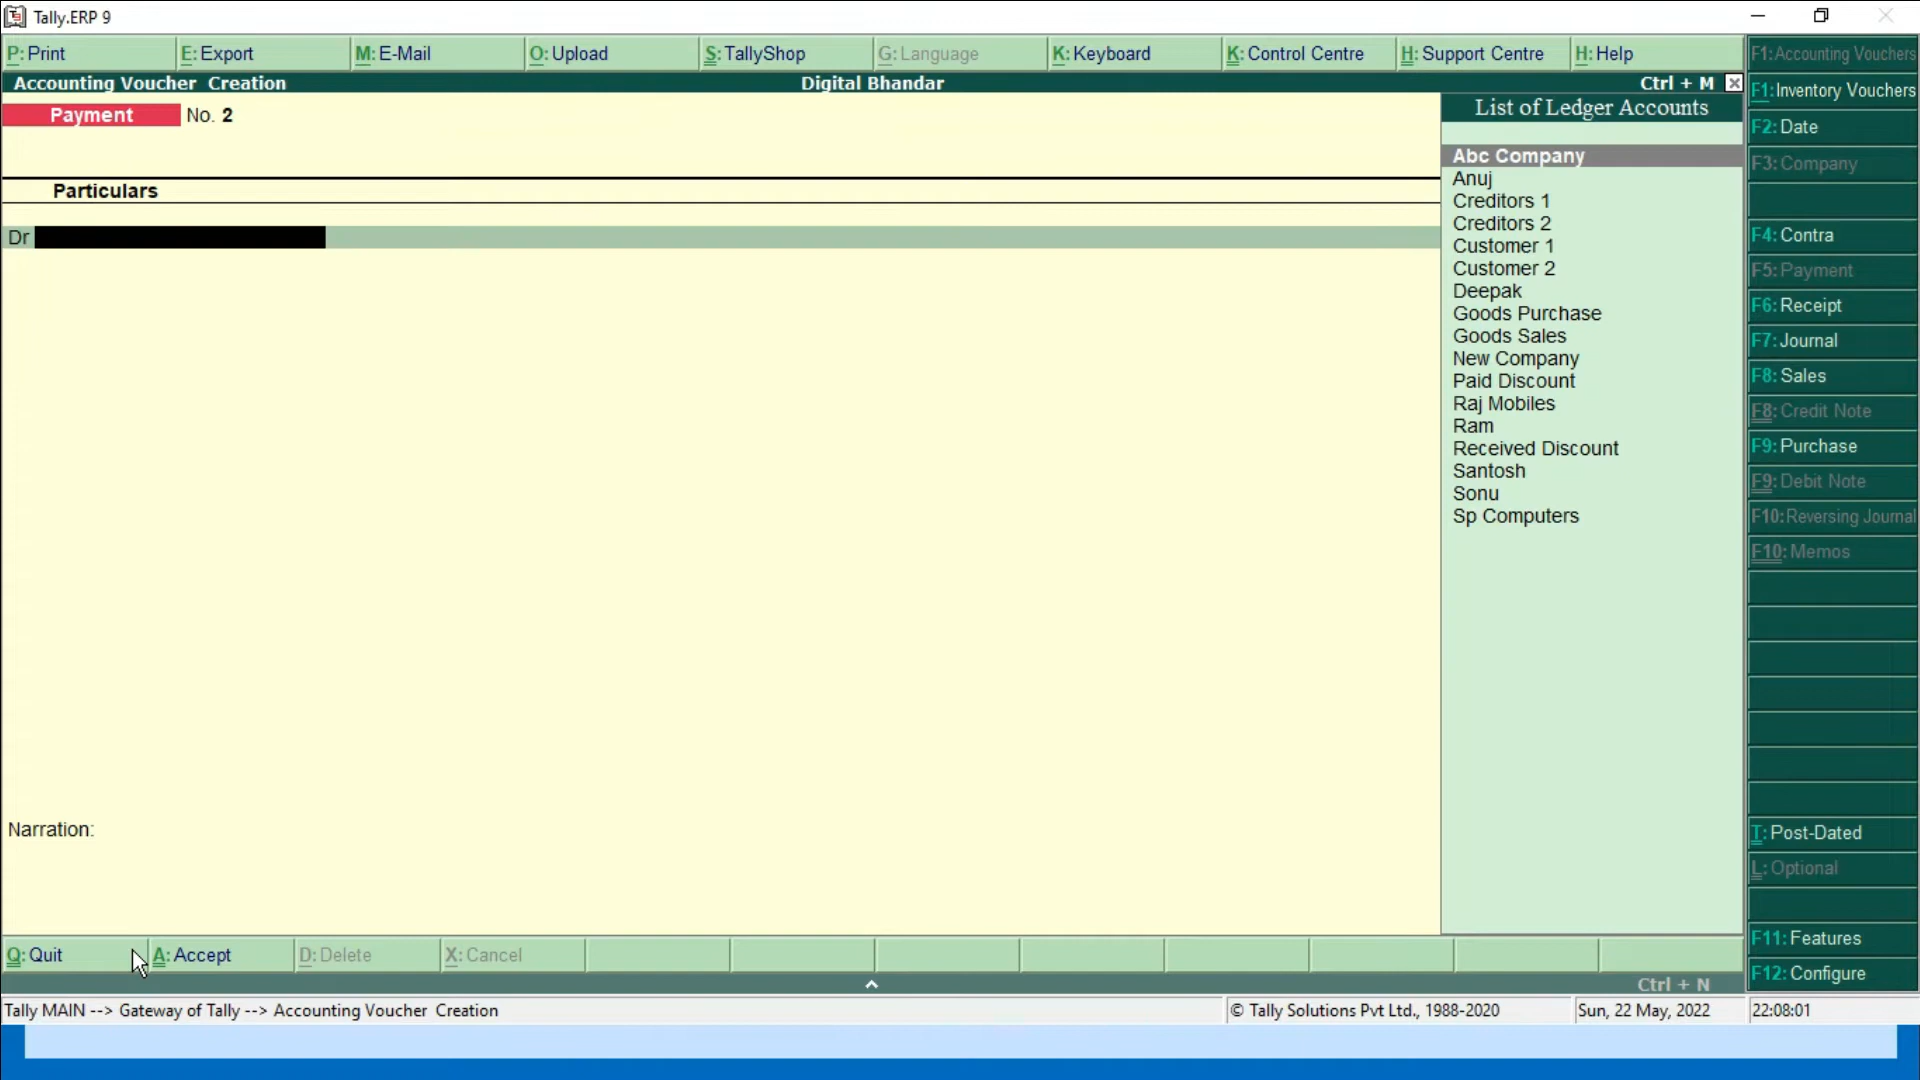 Tally.ERP 9
P: Print E: Export M: E-Mail O: Upload S: TallyShop G: Language K: Keyboard K: Control Centre H: Support Centre H: Help
Accounting Voucher Creation Digital Bhandar Ctrl + M
Payment No. 2
Particulars
Dr
Narration:
List of Ledger Accounts
Abc Company
Anuj
Creditors 1
Creditors 2
Customer 1
Customer 2
Deepak
Goods Purchase
Goods Sales
New Company
Paid Discount
Raj Mobiles
Ram
Received Discount
Santosh
Sonu
Sp Computers
F1: Accounting Vouchers
F1: Inventory Vouchers
F2: Date
F3: Company
F4: Contra
F5: Payment
F6: Receipt
F7: Journal
F8: Sales
F8: Credit Note
F9: Purchase
F9: Debit Note
F10: Reversing Journal
F10: Memos
T: Post-Dated
L: Optional
F11: Features
F12: Configure
Q: Quit A: Accept D: Delete X: Cancel
Ctrl + N
Tally MAIN --> Gateway of Tally --> Accounting Voucher Creation © Tally Solutions Pvt Ltd., 1988-2020 Sun, 22 May, 2022 22:08:01